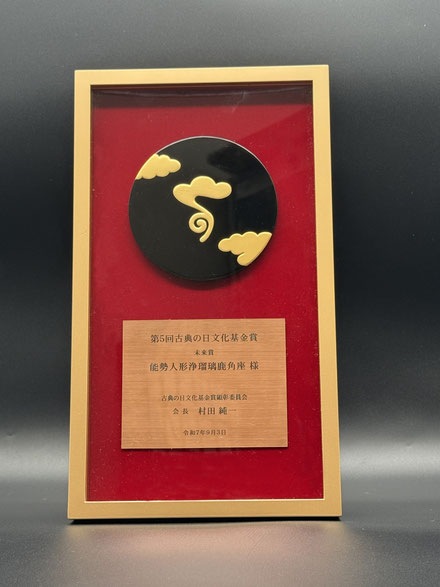 第5回古典の日文化基金賞
未来賞
能勢人形浄瑠璃鹿角座 様
古典の日文化基金賞顕彰委員会
会 長 村田 純一
令和7年9月3日